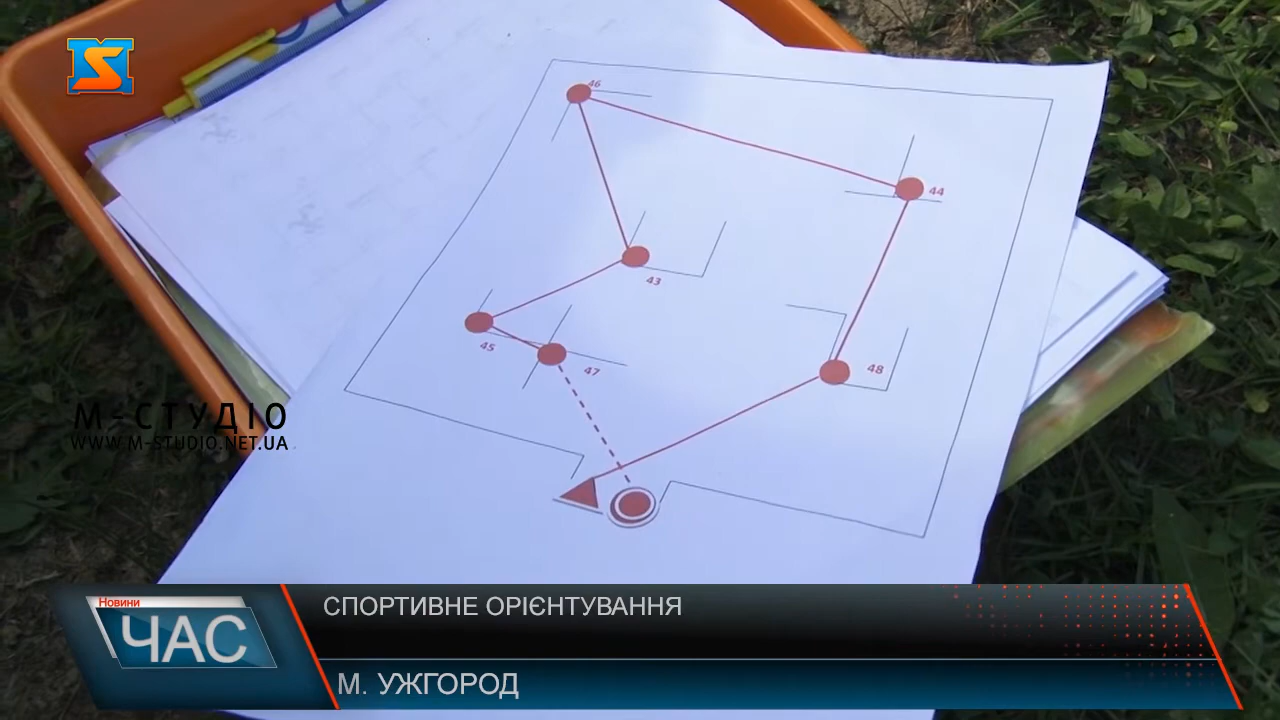 46
44
43
45
47
48
М-СТУДІО
WWW.M-STUDIO.NET.UA
Новини
ЧАС
СПОРТИВНЕ ОРІЄНТУВАННЯ
М. УЖГОРОД